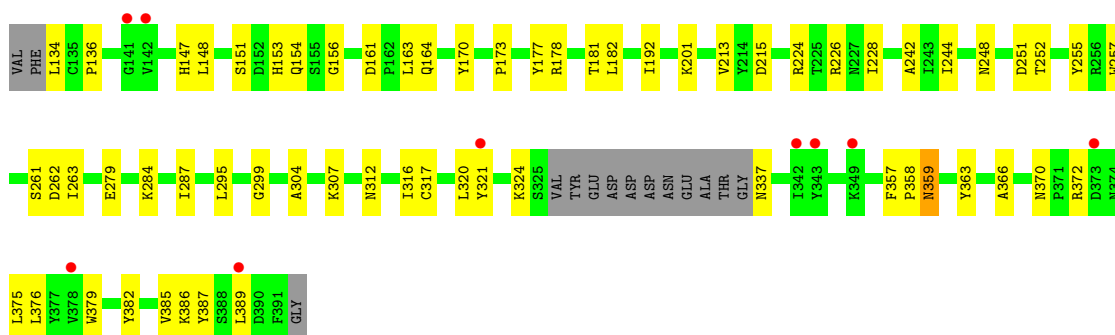 VAL PHE L134 C135 P136 G141 V142 H147 L148 S151 D152 H153 Q154 S155 G156 D161 P162 L163 Q164 Y170 P173 Y177 R178 T181 L182 I192 K201 V213 Y214 D215 R224 T225 R226 N227 I228 A242 I243 I244 N248 D251 T252 Y255 R256 W257
S261 D262 I263 E279 K284 I287 L295 G299 A304 K307 N312 I316 C317 L320 Y321 K324 S325 VAL TYR GLU ASP ASP ASP ASN GLU ALA THR GLY N337 I342 Y343 K349 F357 P358 N359 Y363 A366 N370 P371 R372 D373 N374
L375 L376 Y377 V378 W379 Y382 V385 K386 Y387 S388 L389 D390 F391 GLY